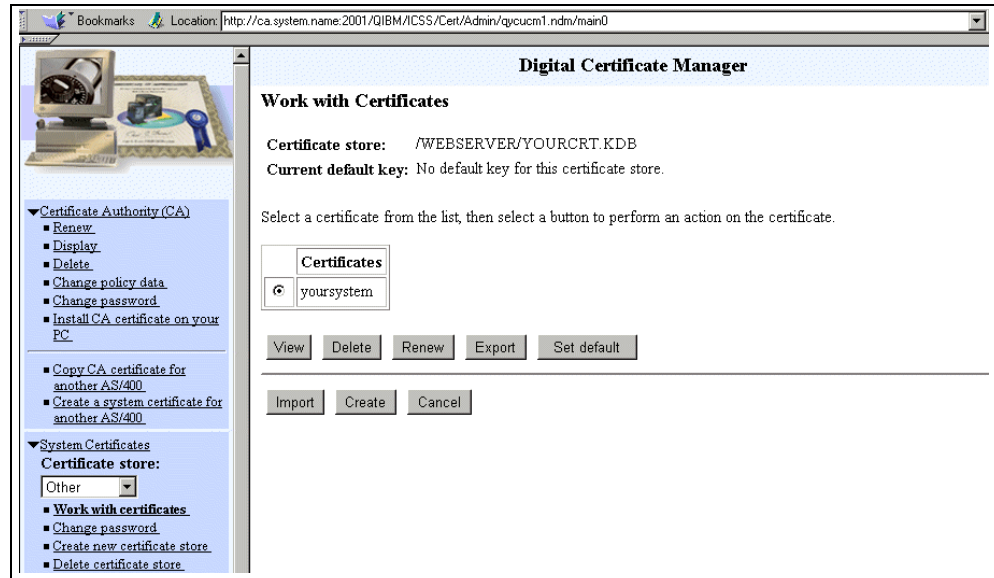 Bookmarks Location: http://ca.system.name:2001/QIBM/ICSS/Cert/Admin/qycucm1.ndm/main0
Digital Certificate Manager
Work with Certificates
Certificate store: /WEBSERVER/YOURCRT.KDB
Current default key: No default key for this certificate store.
Select a certificate from the list, then select a button to perform an action on the certificate.
Certificates
yoursystem
View Delete Renew Export Set default
Import Create Cancel
Certificate Authority (CA)
Renew
Display
Delete
Change policy data
Change password
Install CA certificate on your
PC
Copy CA certificate for
another AS/400
Create a system certificate for
another AS/400
System Certificates
Certificate store:
Other
Work with certificates
Change password
Create new certificate store
Delete certificate store